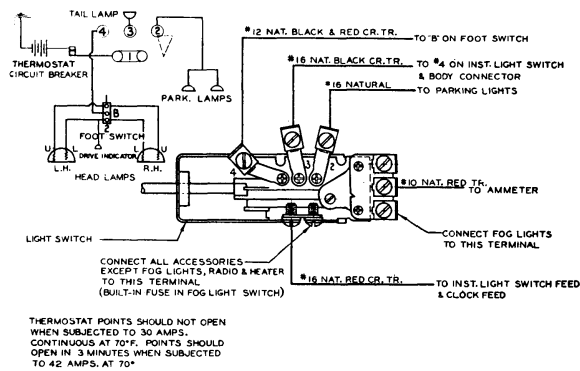 TAIL LAMP
4
3
2
1
THERMOSTAT
CIRCUIT BREAKER
PARK. LAMPS
B
2
FOOT SWITCH
DRIVE INDICATOR
U
L
L
U
L.H.
R.H.
HEAD LAMPS
#12 NAT. BLACK & RED CR. TR.
TO "B" ON FOOT SWITCH
#16 NAT. BLACK CR. TR.
TO #4 ON INST. LIGHT SWITCH
& BODY CONNECTOR
#16 NATURAL
TO PARKING LIGHTS
4
3
2
#10 NAT. RED TR.
TO AMMETER
CONNECT FOG LIGHTS
TO THIS TERMINAL
LIGHT SWITCH
CONNECT ALL ACCESSORIES
EXCEPT FOG LIGHTS, RADIO & HEATER
TO THIS TERMINAL
(BUILT-IN FUSE IN FOG LIGHT SWITCH)
#16 NAT. RED CR. TR.
TO INST. LIGHT SWITCH FEED
& CLOCK FEED
THERMOSTAT POINTS SHOULD NOT OPEN
WHEN SUBJECTED TO 30 AMPS.
CONTINUOUS AT 70°F. POINTS SHOULD
OPEN IN 3 MINUTES WHEN SUBJECTED
TO 42 AMPS. AT 70°